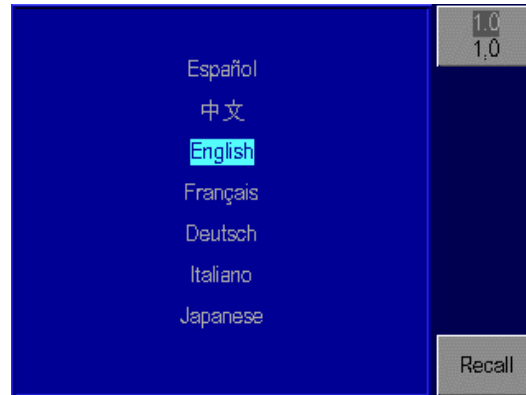 Español
中文
English
Français
Deutsch
Italiano
Japanese
1.0
1,0
Recall